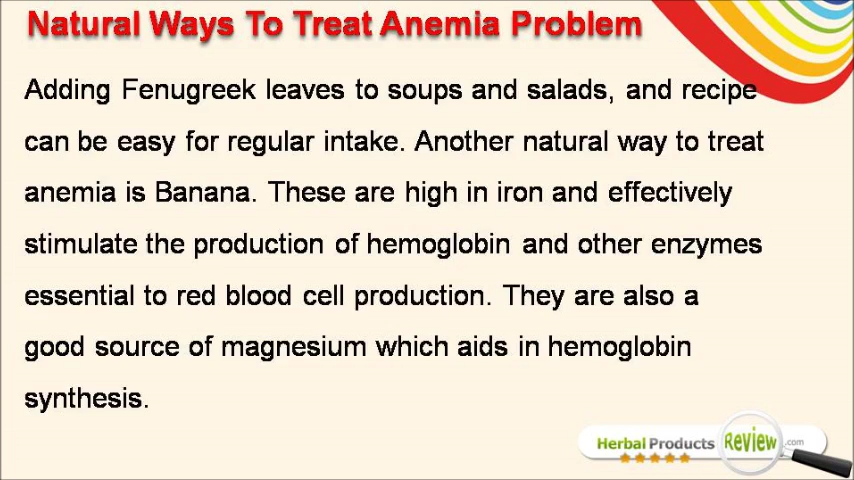 Natural Ways To Treat Anemia Problem
Adding Fenugreek leaves to soups and salads, and recipe
can be easy for regular intake. Another natural way to treat
anemia is Banana. These are high in iron and effectively
stimulate the production of hemoglobin and other enzymes
essential to red blood cell production. They are also a
good source of magnesium which aids in hemoglobin
synthesis.
Herbal Products Review .com